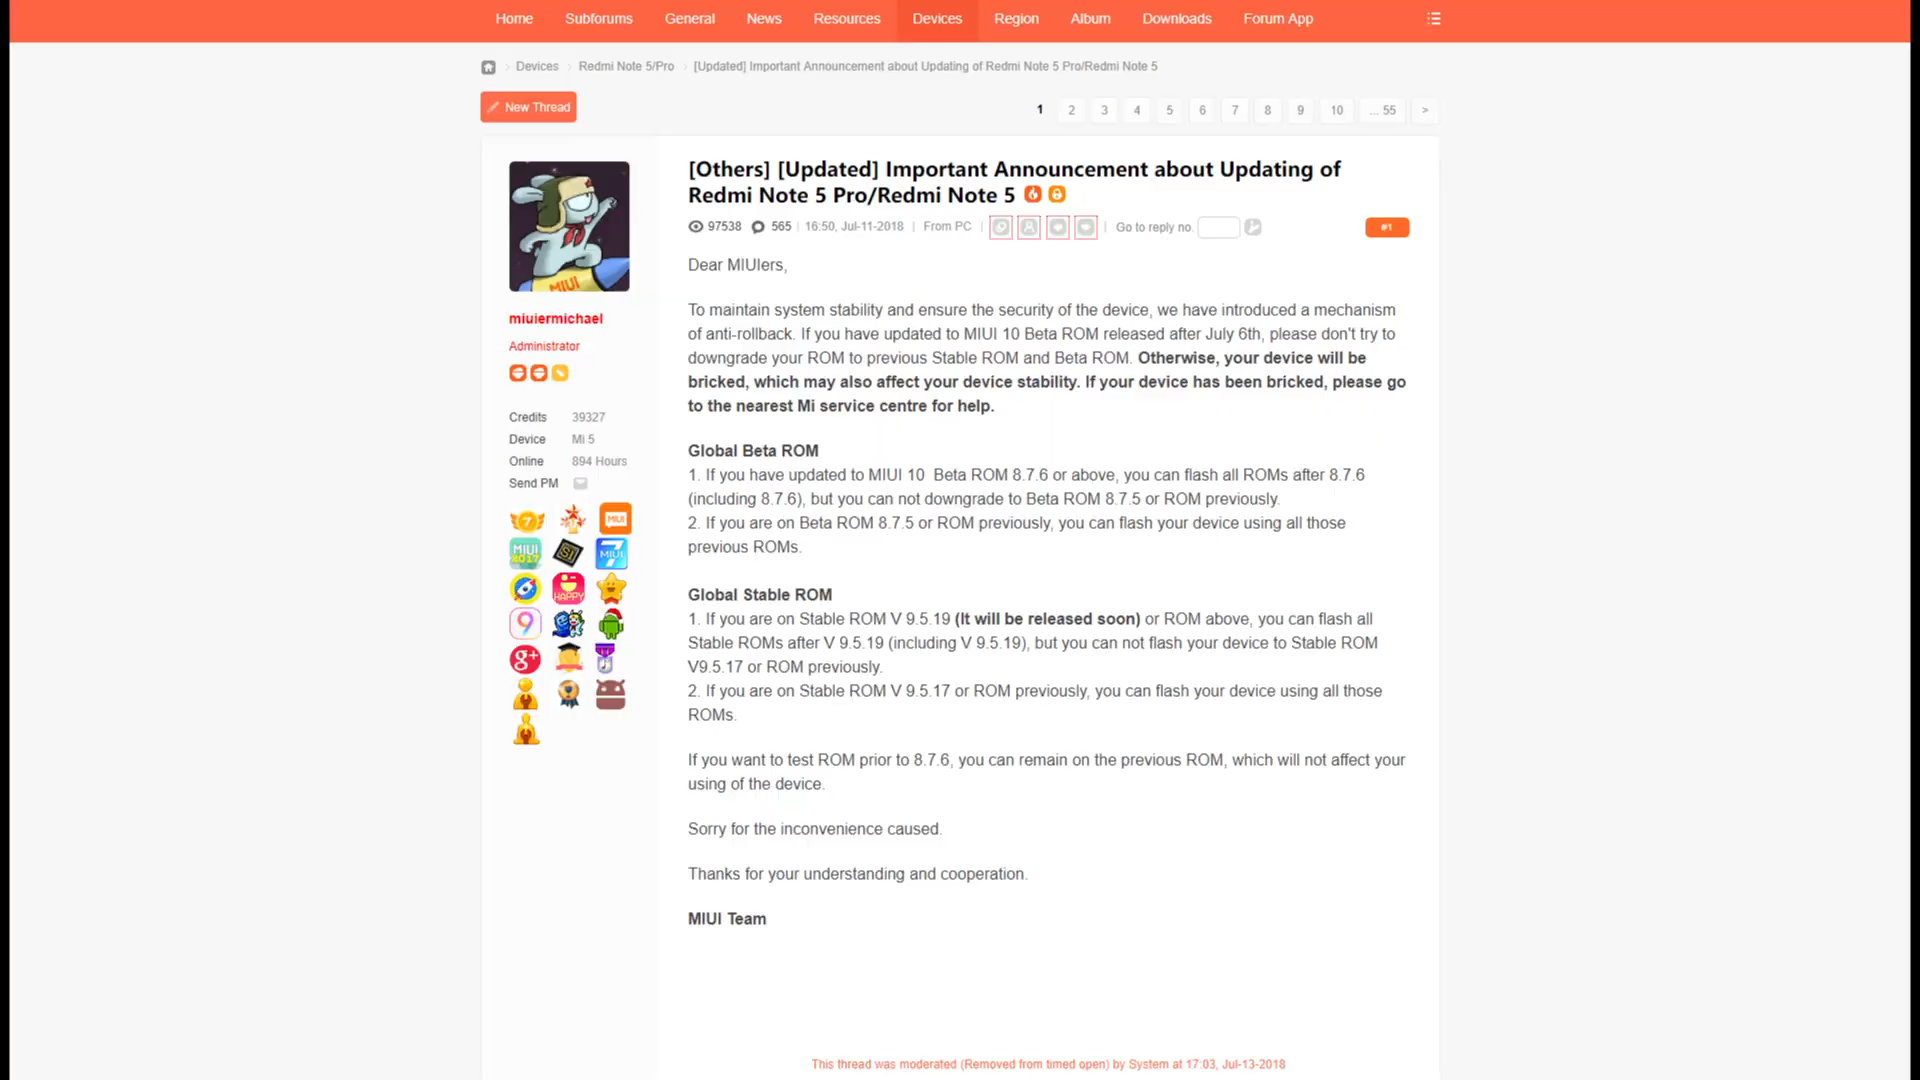 Home Subforums General News Resources Devices Region Album Downloads Forum App
Devices Redmi Note 5/Pro [Updated] Important Announcement about Updating of Redmi Note 5 Pro/Redmi Note 5
New Thread
1 2 3 4 5 6 7 8 9 10 ... 55 >
[Others] [Updated] Important Announcement about Updating of
Redmi Note 5 Pro/Redmi Note 5
97538 565 | 16:50, Jul-11-2018 | From PC | | Go to reply no.
#1
MIUI
miuiermichael
Administrator
Credits 39327
Device Mi 5
Online 894 Hours
Send PM
7
MIUI
MIUI
2017
7
MIUI
HAPPY
9
g+
Dear MIUIers,
To maintain system stability and ensure the security of the device, we have introduced a mechanism
of anti-rollback. If you have updated to MIUI 10 Beta ROM released after July 6th, please don't try to
downgrade your ROM to previous Stable ROM and Beta ROM. Otherwise, your device will be
bricked, which may also affect your device stability. If your device has been bricked, please go
to the nearest Mi service centre for help.
Global Beta ROM
1. If you have updated to MIUI 10  Beta ROM 8.7.6 or above, you can flash all ROMs after 8.7.6
(including 8.7.6), but you can not downgrade to Beta ROM 8.7.5 or ROM previously.
2. If you are on Beta ROM 8.7.5 or ROM previously, you can flash your device using all those
previous ROMs.
Global Stable ROM
1. If you are on Stable ROM V 9.5.19 (It will be released soon) or ROM above, you can flash all
Stable ROMs after V 9.5.19 (including V 9.5.19), but you can not flash your device to Stable ROM
V9.5.17 or ROM previously.
2. If you are on Stable ROM V 9.5.17 or ROM previously, you can flash your device using all those
ROMs.
If you want to test ROM prior to 8.7.6, you can remain on the previous ROM, which will not affect your
using of the device.
Sorry for the inconvenience caused.
Thanks for your understanding and cooperation.
MIUI Team
This thread was moderated (Removed from timed open) by System at 17:03, Jul-13-2018